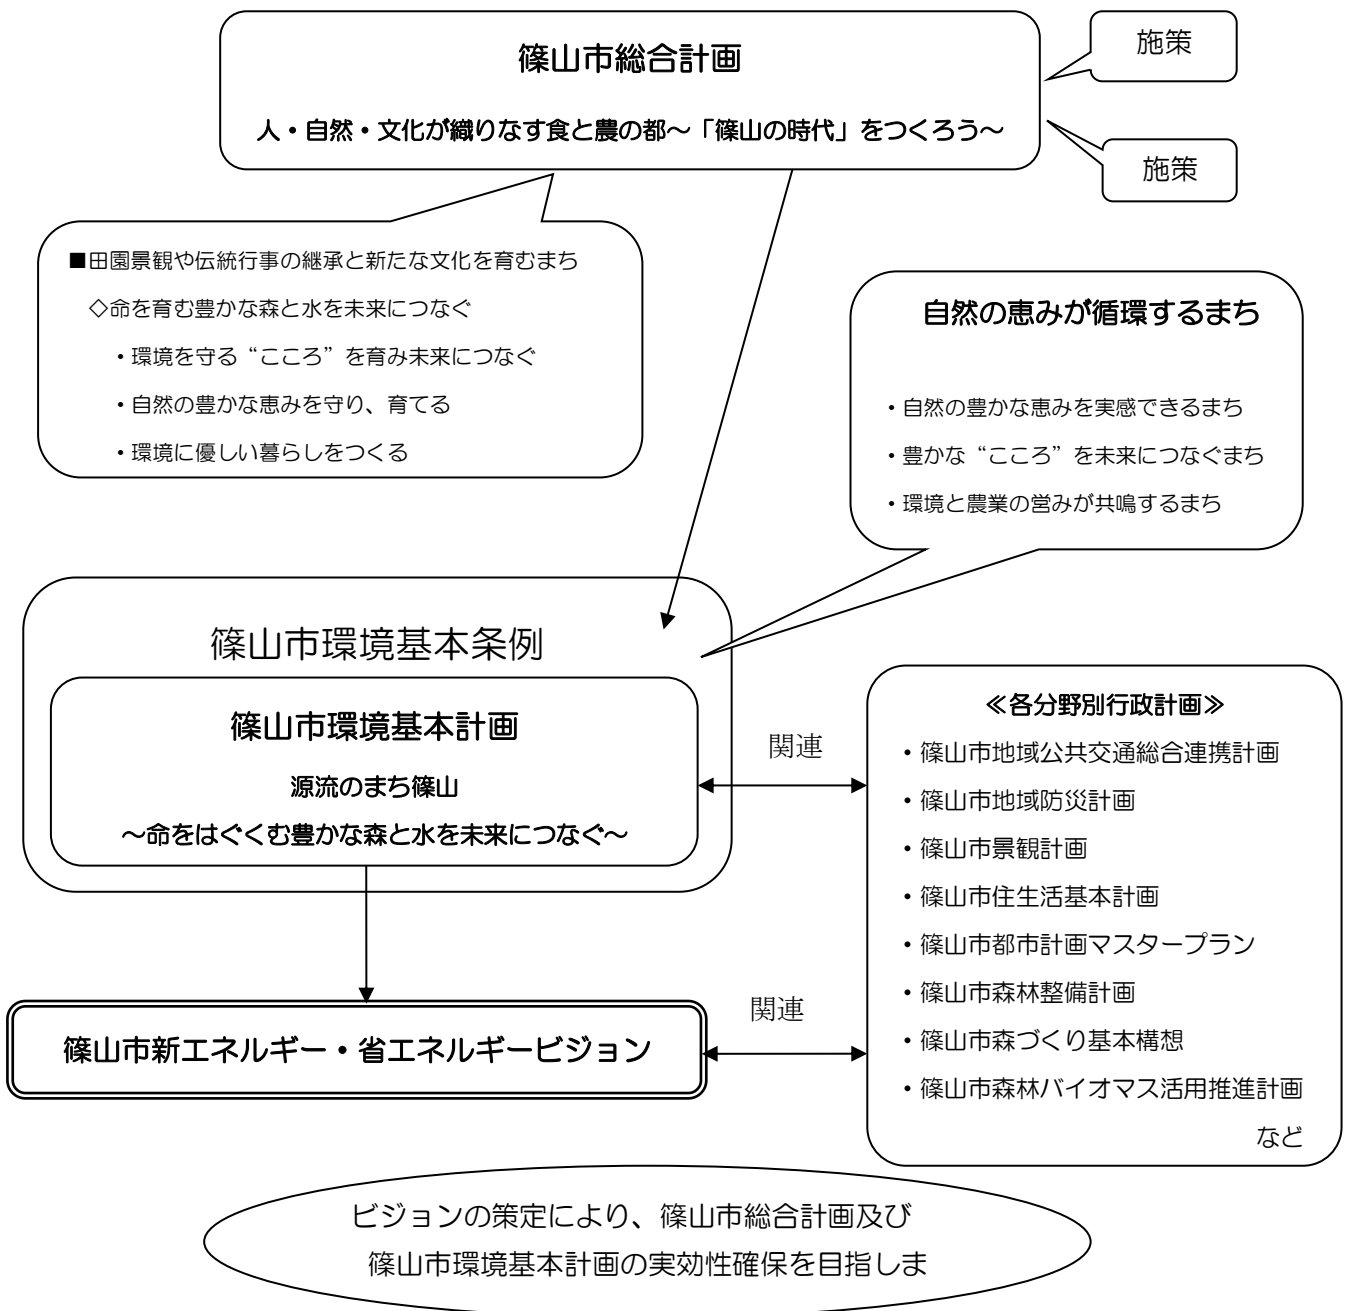 篠山市総合計画
人・自然・文化が織りなす食と農の都～「篠山の時代」をつくろう～
施策
施策
■田園景観や伝統行事の継承と新たな文化を育むまち
◇命を育む豊かな森と水を未来につなぐ
・環境を守る“こころ”を育み未来につなぐ
・自然の豊かな恵みを守り、育てる
・環境に優しい暮らしをつくる
自然の恵みが循環するまち
・自然の豊かな恵みを実感できるまち
・豊かな“こころ”を未来につなぐまち
・環境と農業の営みが共鳴するまち
篠山市環境基本条例
篠山市環境基本計画
源流のまち篠山
～命をはぐくむ豊かな森と水を未来につなぐ～
関連
≪各分野別行政計画≫
・篠山市地域公共交通総合連携計画
・篠山市地域防災計画
・篠山市景観計画
・篠山市住生活基本計画
・篠山市都市計画マスタープラン
・篠山市森林整備計画
・篠山市森づくり基本構想
・篠山市森林バイオマス活用推進計画
など
篠山市新エネルギー・省エネルギービジョン
関連
ビジョンの策定により、篠山市総合計画及び
篠山市環境基本計画の実効性確保を目指しま